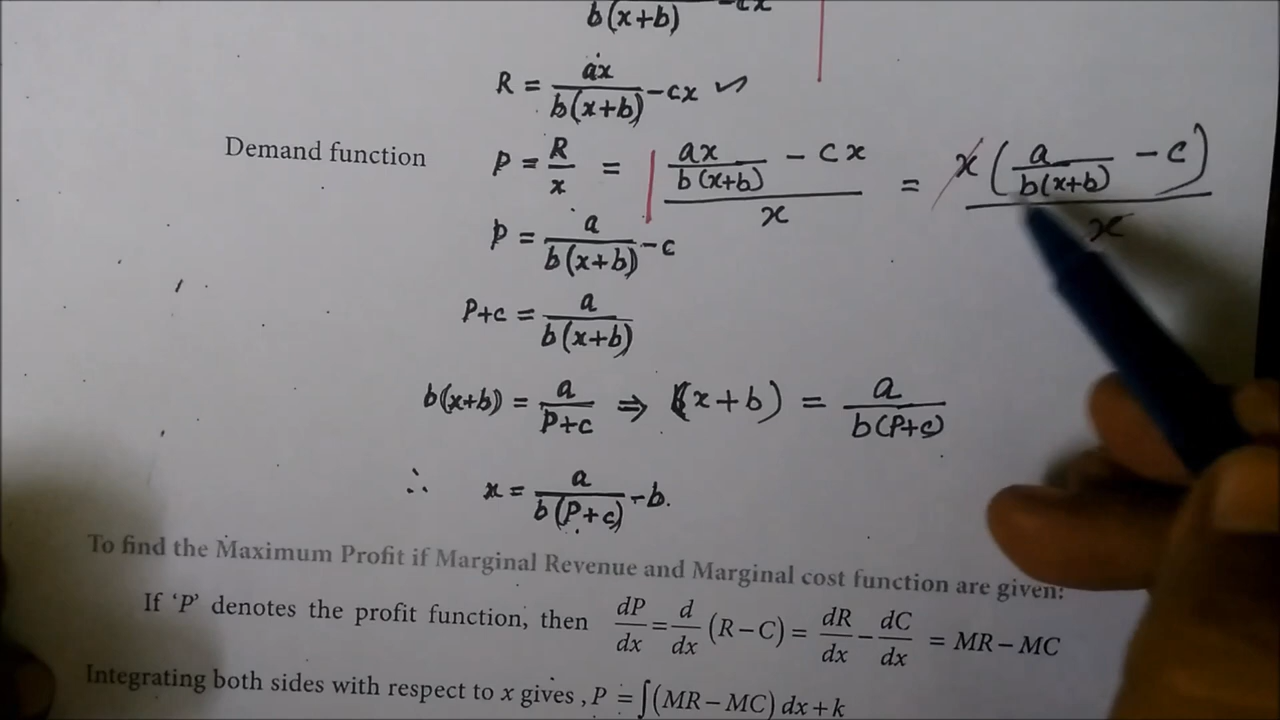 b(x+b) -cx
R = ax/b(x+b) -cx
Demand function P = R/x = (ax/b(x+b) - cx)/x = x(a/b(x+b) - c)/x
P = a/b(x+b) -c
P+c = a/b(x+b)
b(x+b) = a/P+c ⇒ (x+b) = a/b(P+c)
∴ x = a/b(P+c) -b.
To find the Maximum Profit if Marginal Revenue and Marginal cost function are given:
If ‘P’ denotes the profit function, then dP/dx = d/dx (R−C) = dR/dx − dC/dx = MR − MC
Integrating both sides with respect to x gives , P = ∫(MR − MC) dx + k